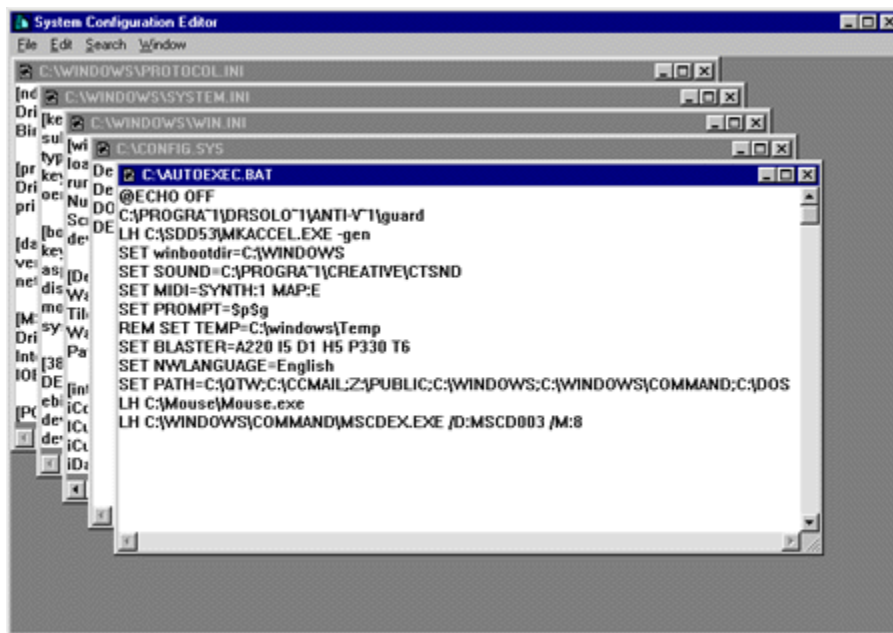 System Configuration Editor
File Edit Search Window
C:\WINDOWS\PROTOCOL.INI
C:\WINDOWS\SYSTEM.INI
C:\WINDOWS\WIN.INI
C:\CONFIG.SYS
C:\AUTOEXEC.BAT
@ECHO OFF
C:\PROGRA~1\DRSOLO~1\ANTI-V~1\guard
LH C:\SDD53\MKACCEL.EXE -gen
SET winbootdir=C:\WINDOWS
SET SOUND=C:\PROGRA~1\CREATIVE\CTSND
SET MIDI=SYNTH:1 MAP:E
SET PROMPT=$p$g
REM SET TEMP=C:\windows\Temp
SET BLASTER=A220 I5 D1 H5 P330 T6
SET NWLANGUAGE=English
SET PATH=C:\QTW;C:\CCMAIL;Z:\PUBLIC;C:\WINDOWS;C:\WINDOWS\COMMAND;C:\DOS
LH C:\Mouse\Mouse.exe
LH C:\WINDOWS\COMMAND\MSCDEX.EXE /D:MSCD003 /M:8